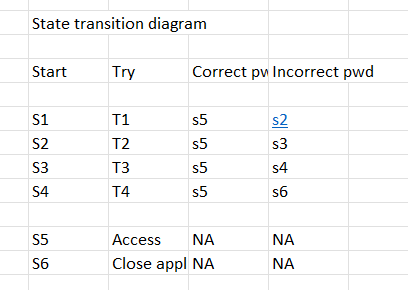 State transition diagram
Start Try Correct pw Incorrect pwd
S1 T1 s5 s2
S2 T2 s5 s3
S3 T3 s5 s4
S4 T4 s5 s6
S5 Access NA NA
S6 Close appl NA NA